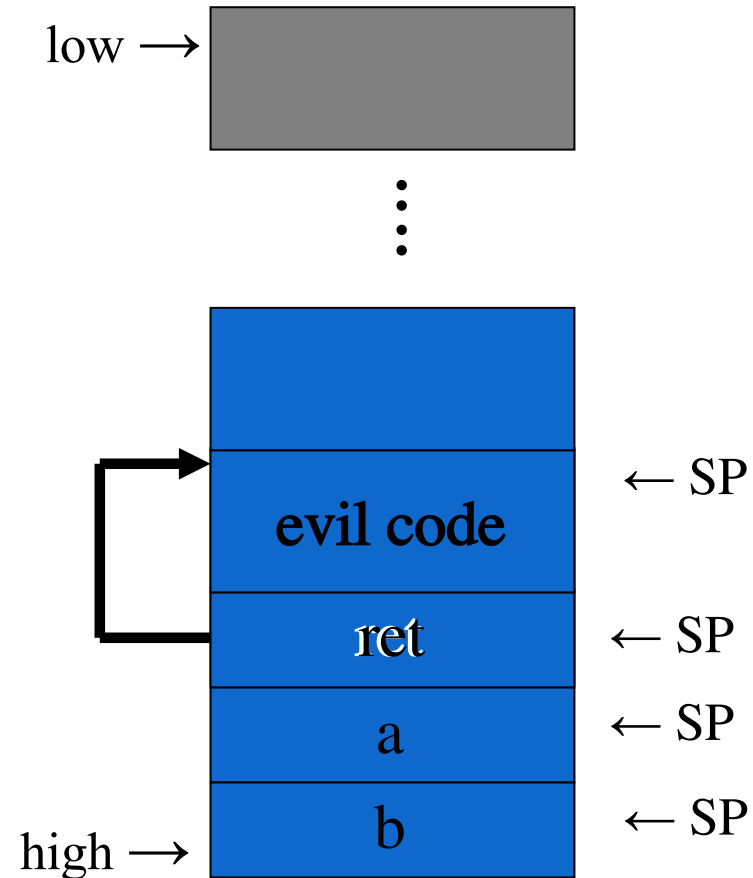 low →
evil code
← SP
ret
← SP
a
← SP
b
← SP
high →